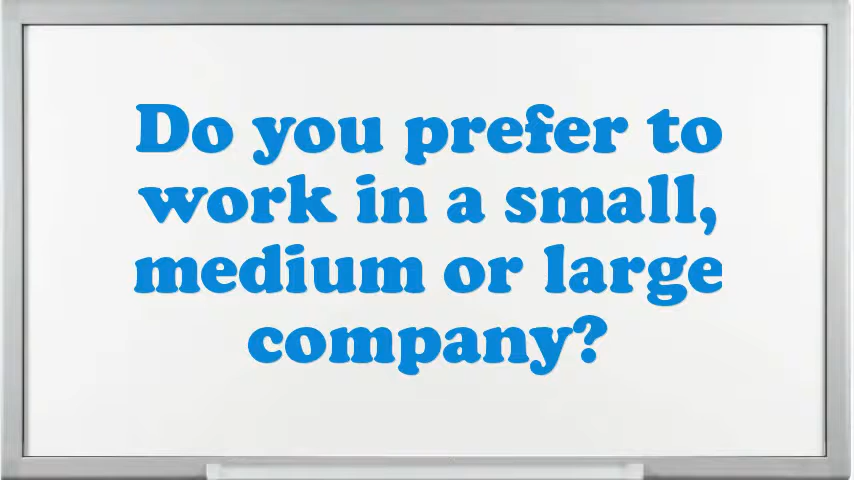 Do you prefer to
work in a small,
medium or large
company?